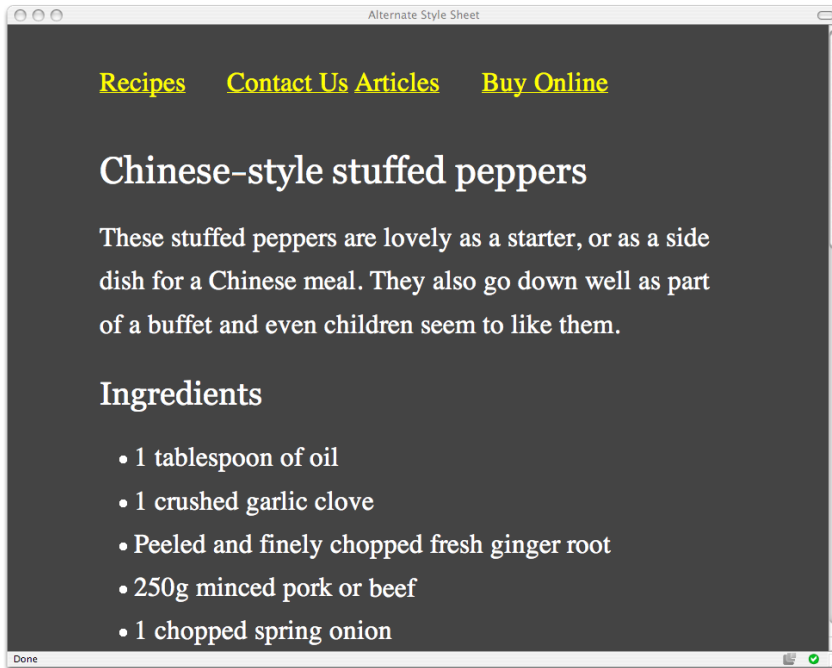 Alternate Style Sheet
Recipes Contact Us Articles Buy Online
Chinese-style stuffed peppers
These stuffed peppers are lovely as a starter, or as a side
dish for a Chinese meal. They also go down well as part
of a buffet and even children seem to like them.
Ingredients
• 1 tablespoon of oil
• 1 crushed garlic clove
• Peeled and finely chopped fresh ginger root
• 250g minced pork or beef
• 1 chopped spring onion
Done